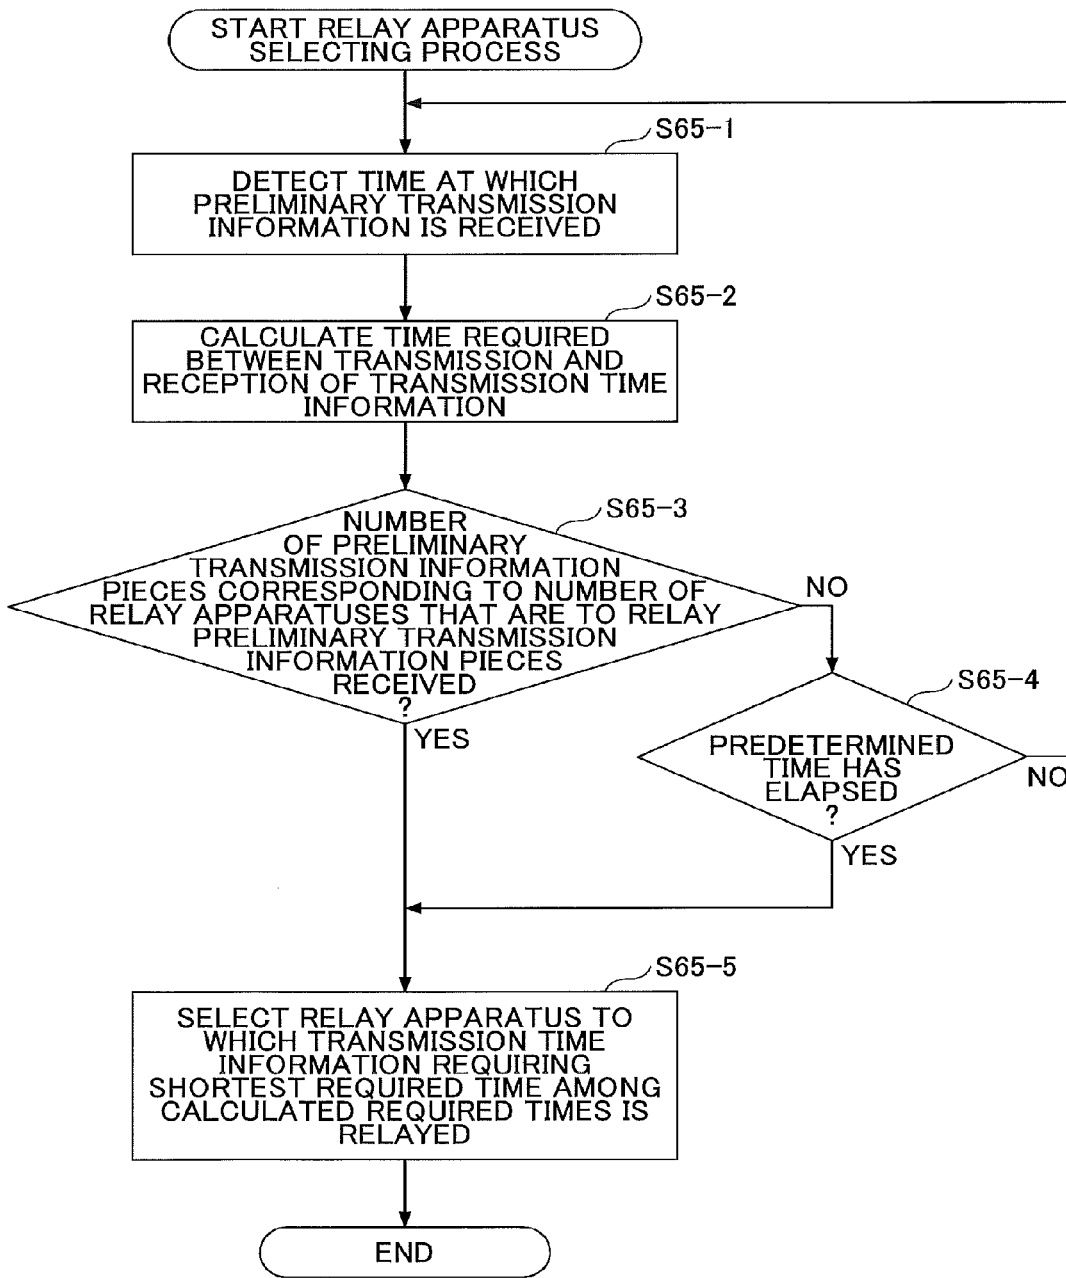 START RELAY APPARATUS
SELECTING PROCESS
S65-1
DETECT TIME AT WHICH
PRELIMINARY TRANSMISSION
INFORMATION IS RECEIVED
S65-2
CALCULATE TIME REQUIRED
BETWEEN TRANSMISSION AND
RECEPTION OF TRANSMISSION TIME
INFORMATION
S65-3
NUMBER
OF PRELIMINARY
TRANSMISSION INFORMATION
PIECES CORRESPONDING TO NUMBER OF
RELAY APPARATUSES THAT ARE TO RELAY
PRELIMINARY TRANSMISSION
INFORMATION PIECES
RECEIVED
?
NO
YES
S65-4
PREDETERMINED
TIME HAS
ELAPSED
?
NO
YES
S65-5
SELECT RELAY APPARATUS TO
WHICH TRANSMISSION TIME
INFORMATION REQUIRING
SHORTEST REQUIRED TIME AMONG
CALCULATED REQUIRED TIMES IS
RELAYED
END